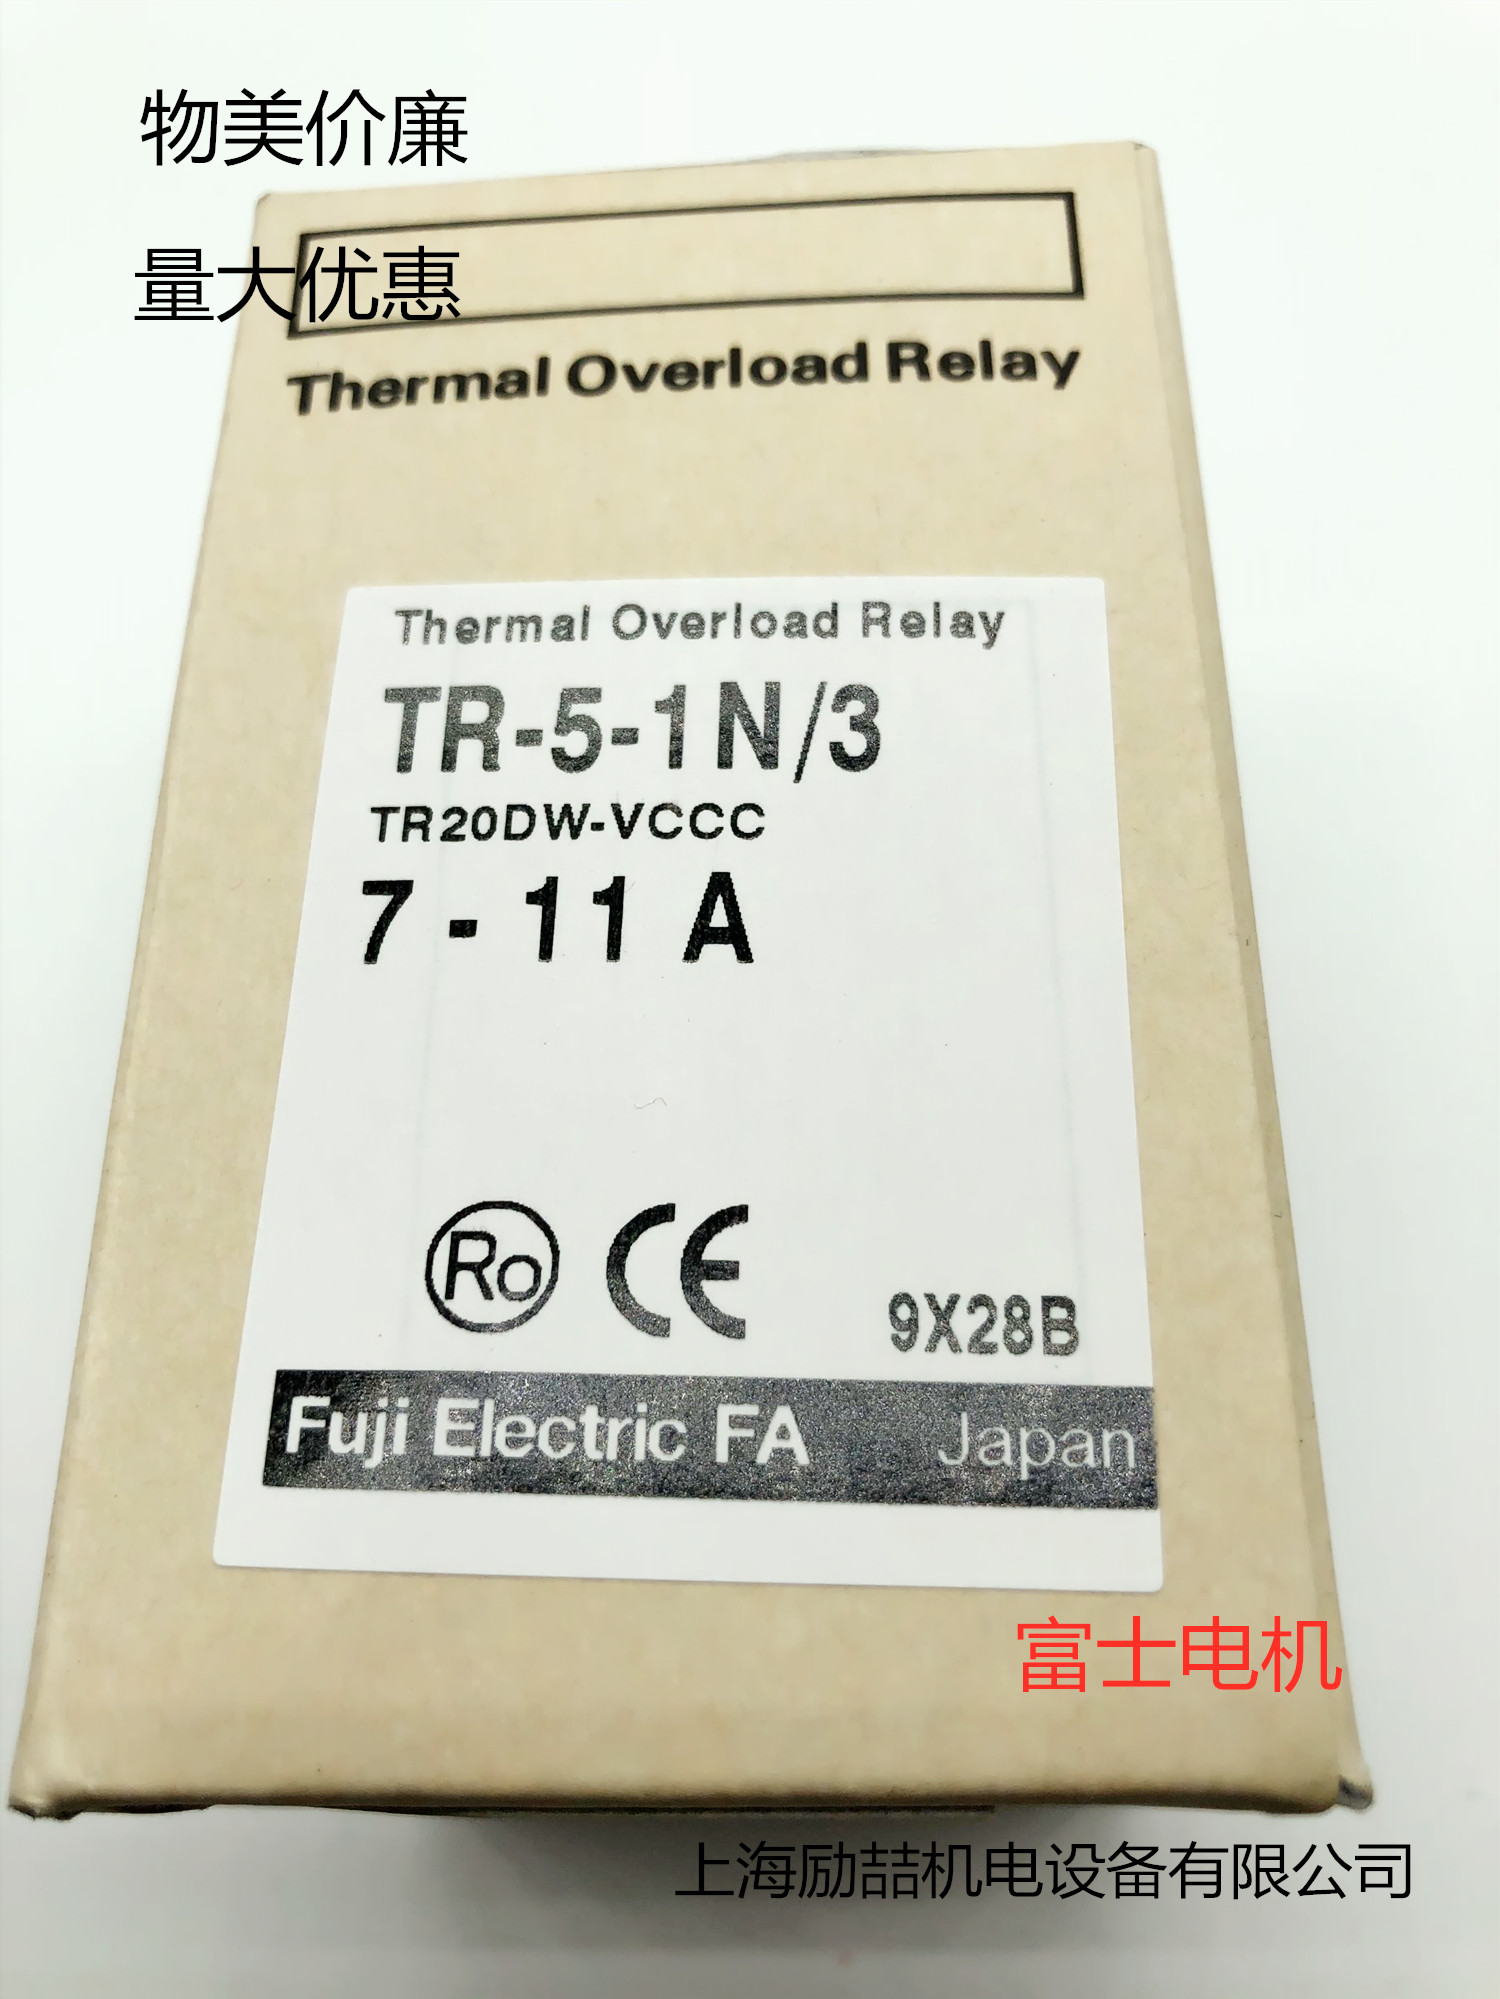 物美价廉
量大优惠
Thermal Overload Relay
Thermal Overload Relay
TR-5-1N/3
TR20DW-VCCC
7 - 11 A
Ro CE
9X28B
Fuji Electric FA Japan
富士电机
上海励喆机电设备有限公司